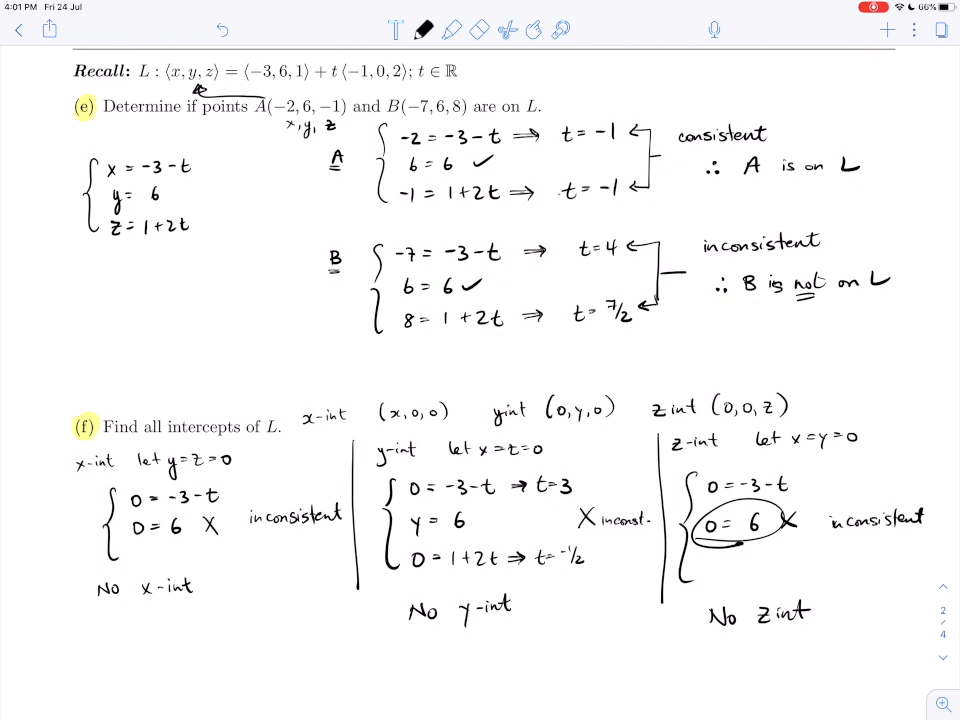 4:01 PM Fri 24 Jul
66%
Recall: L : ⟨x, y, z⟩ = ⟨−3, 6, 1⟩ + t ⟨−1, 0, 2⟩; t ∈ ℝ
(e) Determine if points A(−2, 6, −1) and B(−7, 6, 8) are on L.
x, y, z
x = -3 - t
y = 6
z = 1 + 2t
A
-2 = -3 - t ⇒ t = -1
6 = 6 ✓
-1 = 1 + 2t ⇒ t = -1
consistent
∴ A is on L
B
-7 = -3 - t ⇒ t = 4
6 = 6 ✓
8 = 1 + 2t ⇒ t = 7/2
inconsistent
∴ B is not on L
(f) Find all intercepts of L.
x-int (x, 0, 0) yint (0, y, 0) z int (0, 0, z)
x-int let y = z = 0
0 = -3 - t
0 = 6 X
inconsistent
No x-int
y-int let x = z = 0
0 = -3 - t → t = 3
y = 6
X inconst.
0 = 1 + 2t ⇒ t = -1/2
No y-int
z-int let x = y = 0
0 = -3 - t
0 = 6 X
inconsistent
No z int
2
/
4